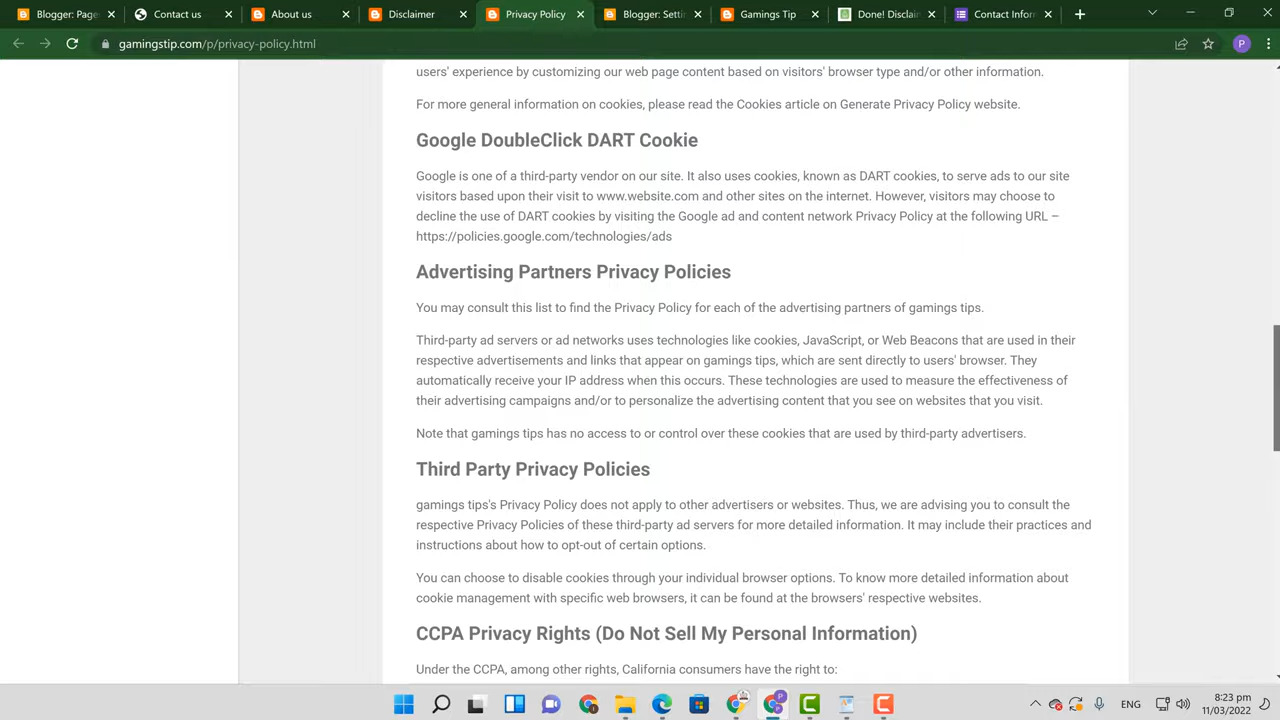 Blogger: Page
Contact us
About us
Disclaimer
Privacy Policy
Blogger: Setti
Gamings Tip
Done! Disclain
Contact Inforn
gamingstip.com/p/privacy-policy.html
P
users' experience by customizing our web page content based on visitors' browser type and/or other information.
For more general information on cookies, please read the Cookies article on Generate Privacy Policy website.
Google DoubleClick DART Cookie
Google is one of a third-party vendor on our site. It also uses cookies, known as DART cookies, to serve ads to our site
visitors based upon their visit to www.website.com and other sites on the internet. However, visitors may choose to
decline the use of DART cookies by visiting the Google ad and content network Privacy Policy at the following URL –
https://policies.google.com/technologies/ads
Advertising Partners Privacy Policies
You may consult this list to find the Privacy Policy for each of the advertising partners of gamings tips.
Third-party ad servers or ad networks uses technologies like cookies, JavaScript, or Web Beacons that are used in their
respective advertisements and links that appear on gamings tips, which are sent directly to users' browser. They
automatically receive your IP address when this occurs. These technologies are used to measure the effectiveness of
their advertising campaigns and/or to personalize the advertising content that you see on websites that you visit.
Note that gamings tips has no access to or control over these cookies that are used by third-party advertisers.
Third Party Privacy Policies
gamings tips's Privacy Policy does not apply to other advertisers or websites. Thus, we are advising you to consult the
respective Privacy Policies of these third-party ad servers for more detailed information. It may include their practices and
instructions about how to opt-out of certain options.
You can choose to disable cookies through your individual browser options. To know more detailed information about
cookie management with specific web browsers, it can be found at the browsers' respective websites.
CCPA Privacy Rights (Do Not Sell My Personal Information)
Under the CCPA, among other rights, California consumers have the right to:
ENG
8:23 pm
11/03/2022